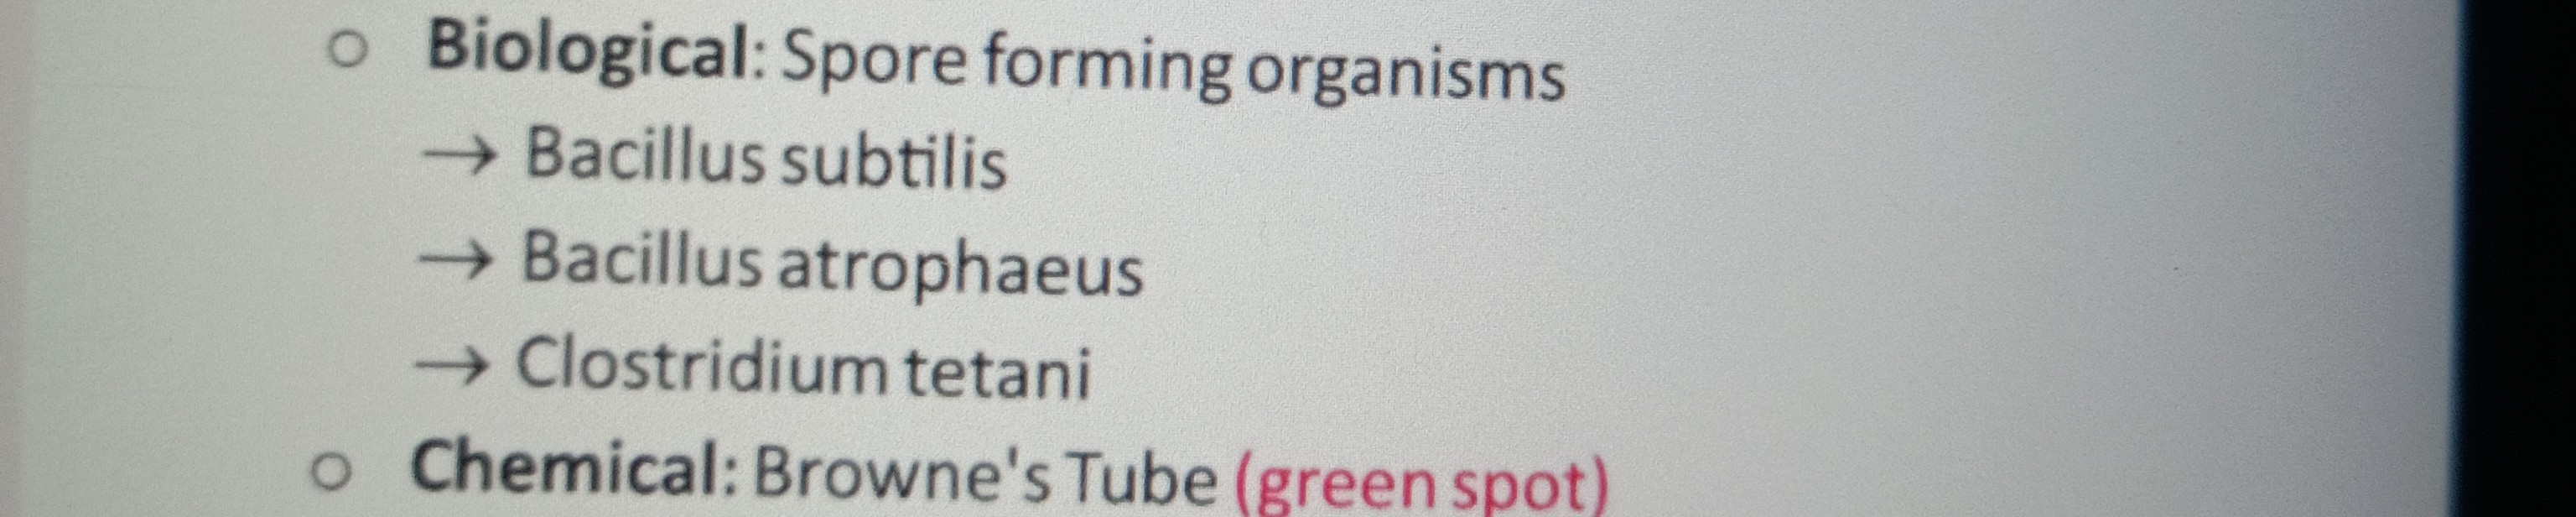 ○ Biological: Spore forming organisms
→ Bacillus subtilis
→ Bacillus atrophaeus
→ Clostridium tetani
○ Chemical: Browne's Tube (green spot)